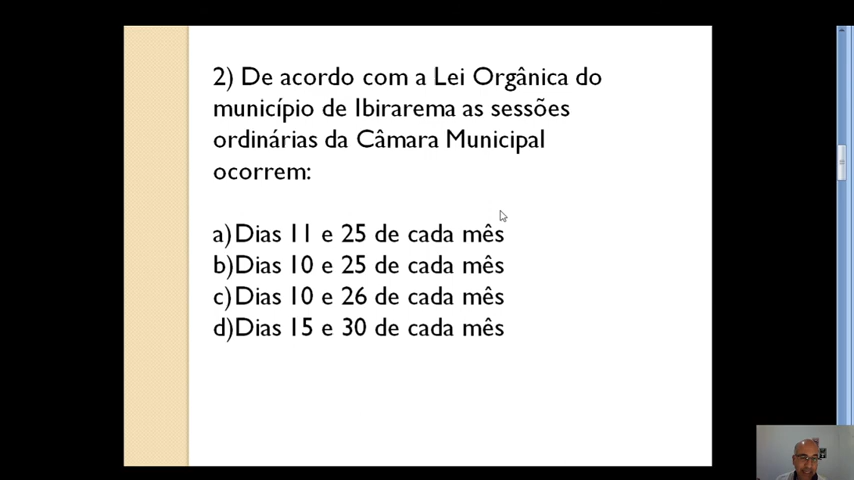 2) De acordo com a Lei Orgânica do
município de Ibirarema as sessões
ordinárias da Câmara Municipal
ocorrem:
a)Dias 11 e 25 de cada mês
b)Dias 10 e 25 de cada mês
c)Dias 10 e 26 de cada mês
d)Dias 15 e 30 de cada mês